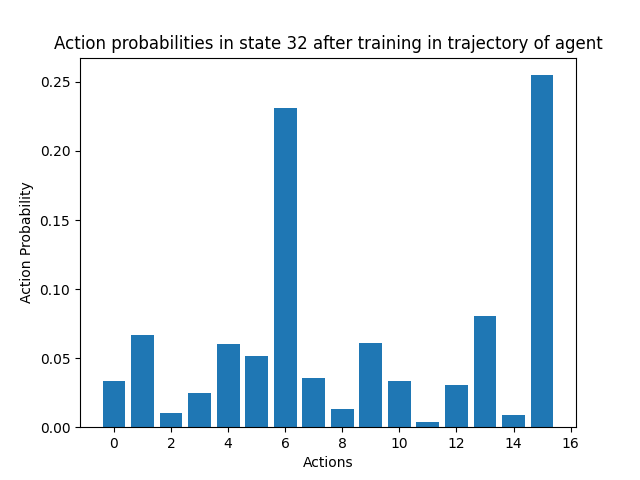 Action probabilities in state 32 after training in trajectory of agent
0.25
0.20
0.15
0.10
0.05
0.00
Action Probability
0 2 4 6 8 10 12 14 16
Actions